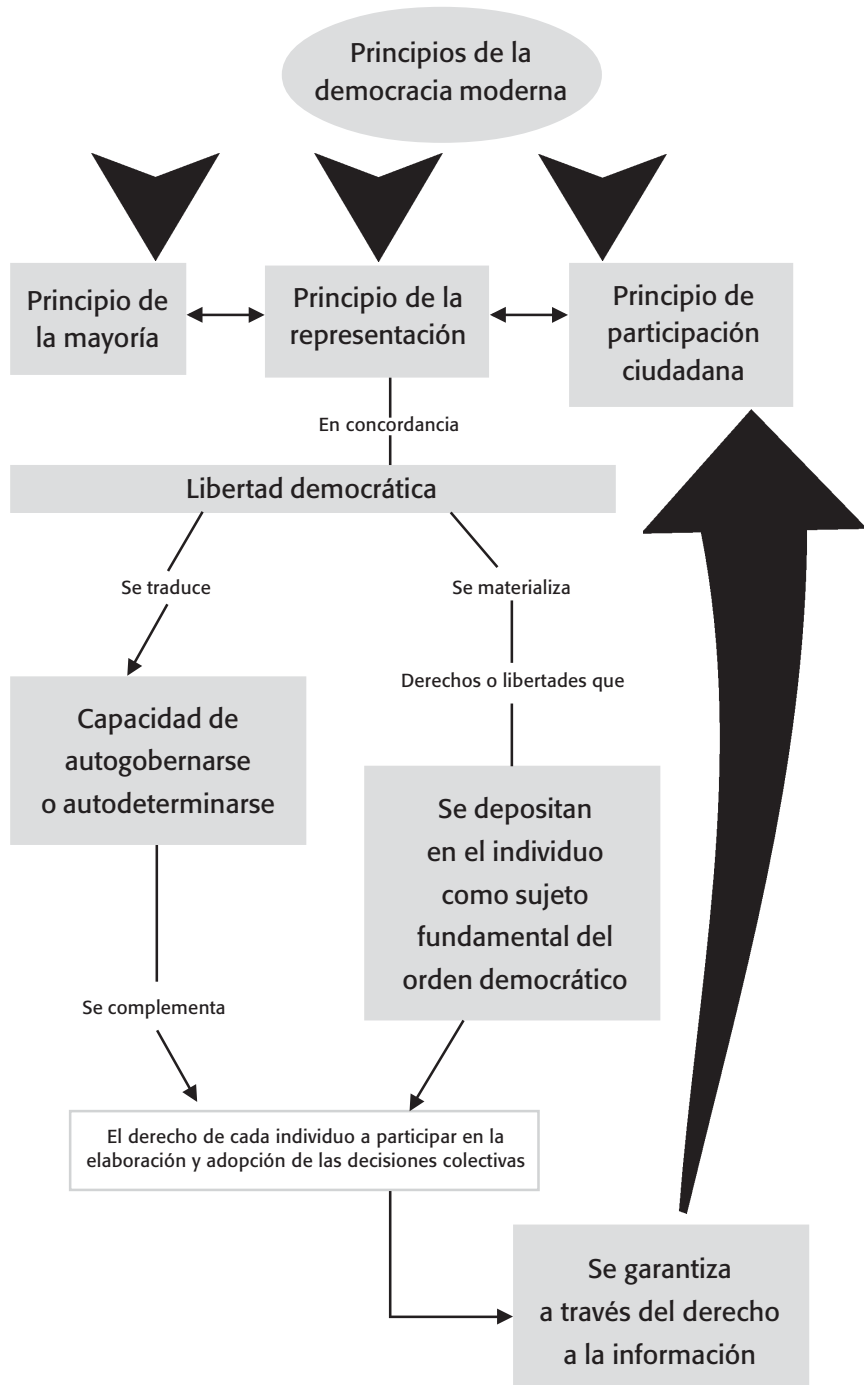 Principios de la
democracia moderna
Principio de
la mayoría
Principio de la
representación
Principio de
participación
ciudadana
En concordancia
Libertad democrática
Se traduce
Se materializa
Derechos o libertades que
Capacidad de
autogobernarse
o autodeterminarse
Se depositan
en el individuo
como sujeto
fundamental del
orden democrático
Se complementa
El derecho de cada individuo a participar en la
elaboración y adopción de las decisiones colectivas
Se garantiza
a través del derecho
a la información